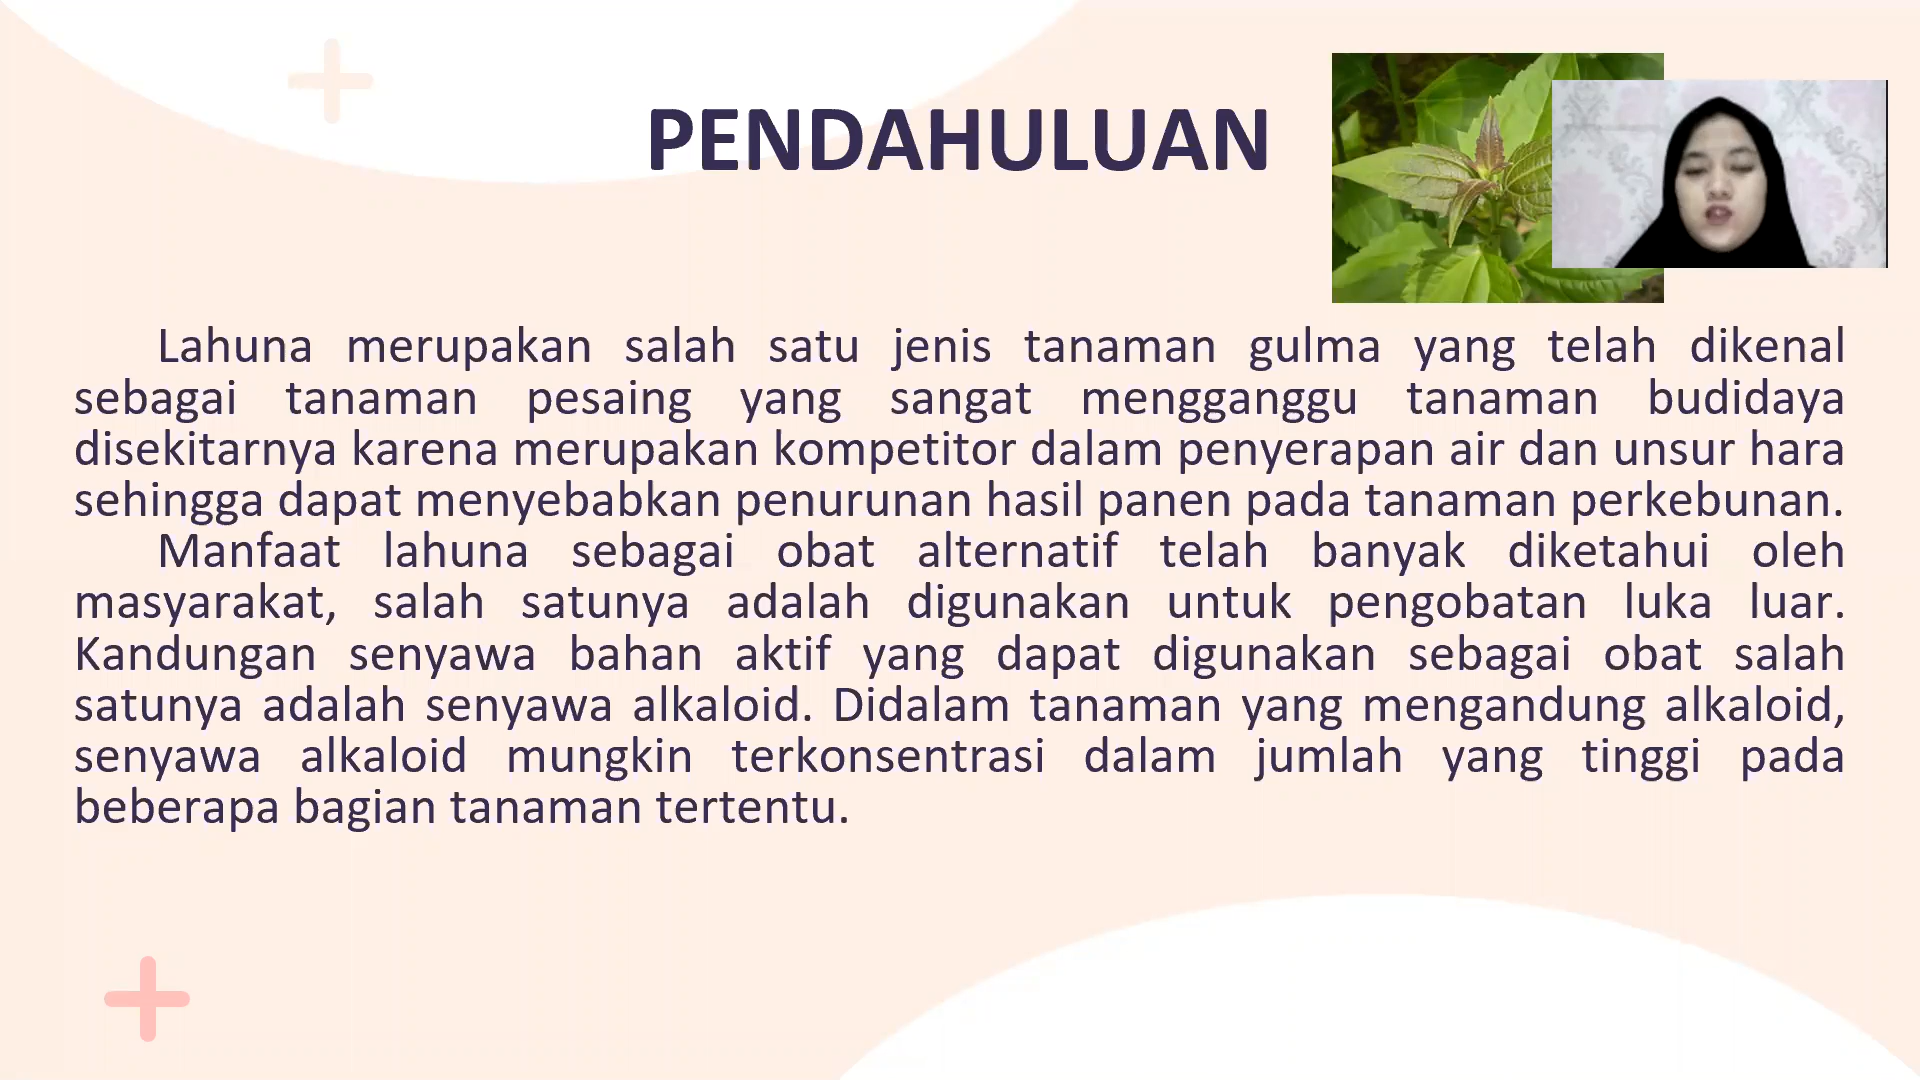 PENDAHULUAN
Lahuna merupakan salah satu jenis tanaman gulma yang telah dikenal
sebagai tanaman pesaing yang sangat mengganggu tanaman budidaya
disekitarnya karena merupakan kompetitor dalam penyerapan air dan unsur hara
sehingga dapat menyebabkan penurunan hasil panen pada tanaman perkebunan.
Manfaat lahuna sebagai obat alternatif telah banyak diketahui oleh
masyarakat, salah satunya adalah digunakan untuk pengobatan luka luar.
Kandungan senyawa bahan aktif yang dapat digunakan sebagai obat salah
satunya adalah senyawa alkaloid. Didalam tanaman yang mengandung alkaloid,
senyawa alkaloid mungkin terkonsentrasi dalam jumlah yang tinggi pada
beberapa bagian tanaman tertentu.